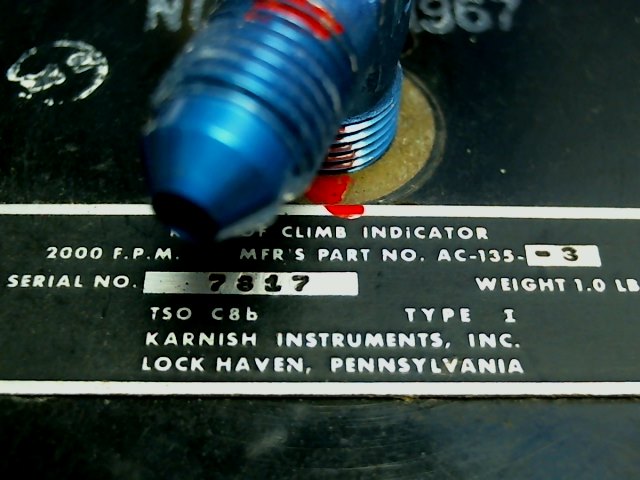 N 1967
OF CLIMB INDICATOR
2000 F.P.M. MFR'S PART NO. AC-135- -3
SERIAL NO. 7817 WEIGHT 1.0 LB
TSO C8b TYPE I
KARNISH INSTRUMENTS, INC.
LOCK HAVEN, PENNSYLVANIA